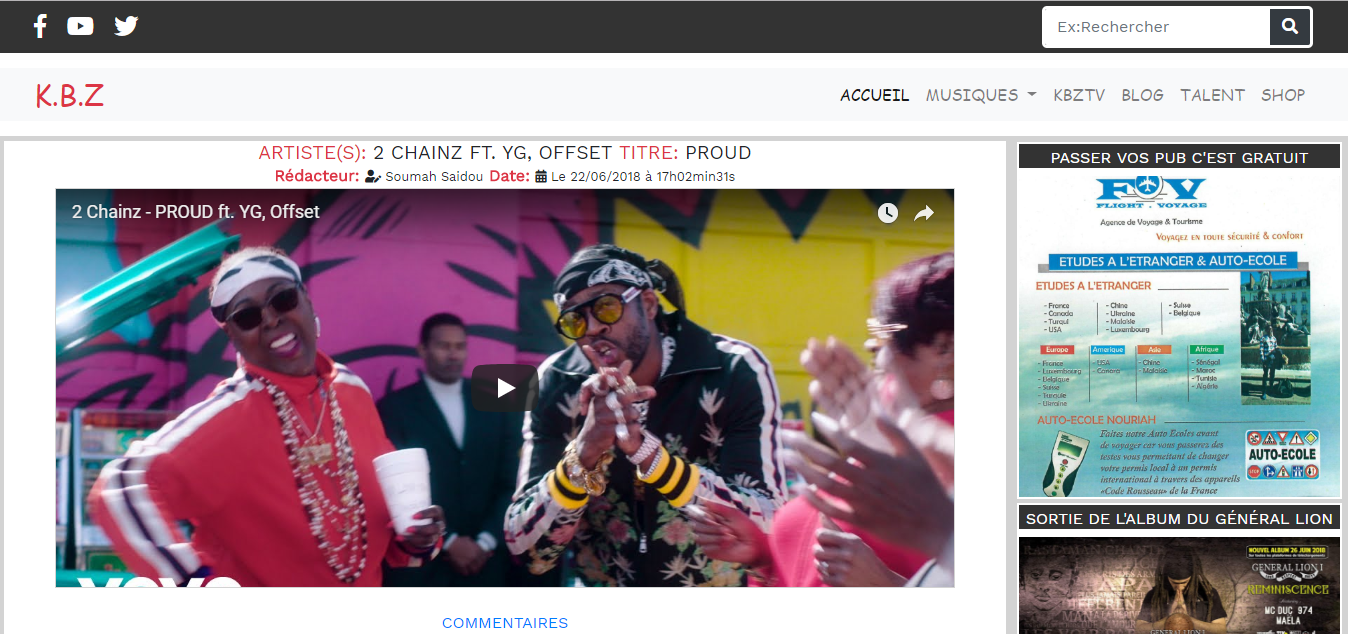 Ex:Rechercher
K.B.Z
ACCUEIL MUSIQUES KBZTV BLOG TALENT SHOP
ARTISTE(S): 2 CHAINZ FT. YG, OFFSET TITRE: PROUD
Rédacteur: Soumah Saidou Date: Le 22/06/2018 à 17h02min31s
2 Chainz - PROUD ft. YG, Offset
vevo
COMMENTAIRES
PASSER VOS PUB C'EST GRATUIT
FLIGHT . VOYAGE
Agence de Voyage & Tourisme
Voyagez en toute sécurité & confort
ETUDES A L'ETRANGER & AUTO-ECOLE
ETUDES A L'ETRANGER
- France - Chine - Suisse
- Canada - Ukraine - Belgique
- Turqui - Malaisie
- USA - Luxembourg
Europe Amerique Asie Afrique
- France - USA - Chine - Sénégal
- Luxembourg - Canara - Malaisie - Maroc
- Belgique - Tunisie
- Suisse - Algérie
- Turquie
- Ukraine
AUTO-ECOLE NOURIAH
Faites notre Auto Ecoles avant
de voyager car vous passerez des
testes vous permettant de changer
votre permis local à un permis
international à travers des appareils
«Code Rousseau» de la France
AUTO-ECOLE
STOP
SORTIE DE L'ALBUM DU GÉNÉRAL LION
NOUVEL ALBUM 26 JUIN 2018
GENERAL LION I
REMINISCENCE
MC DUC 974
MAELA
GENERAL LION I